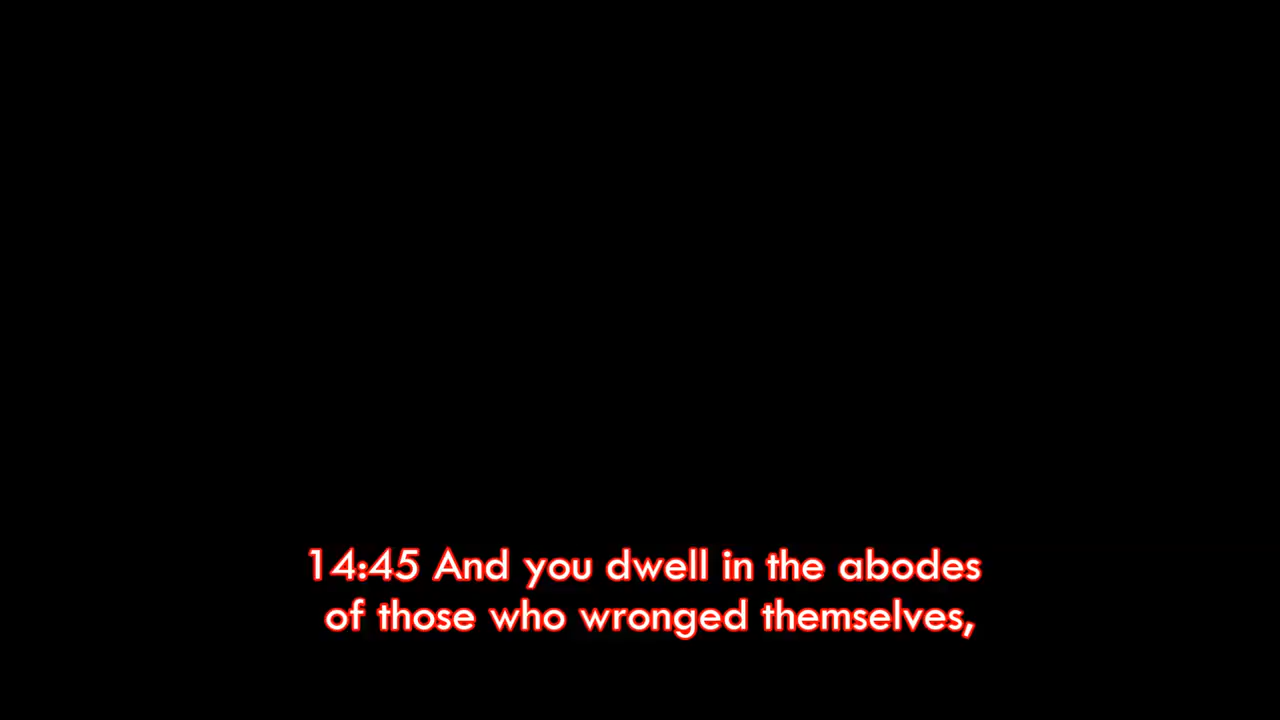 14:45 And you dwell in the abodes
of those who wronged themselves,